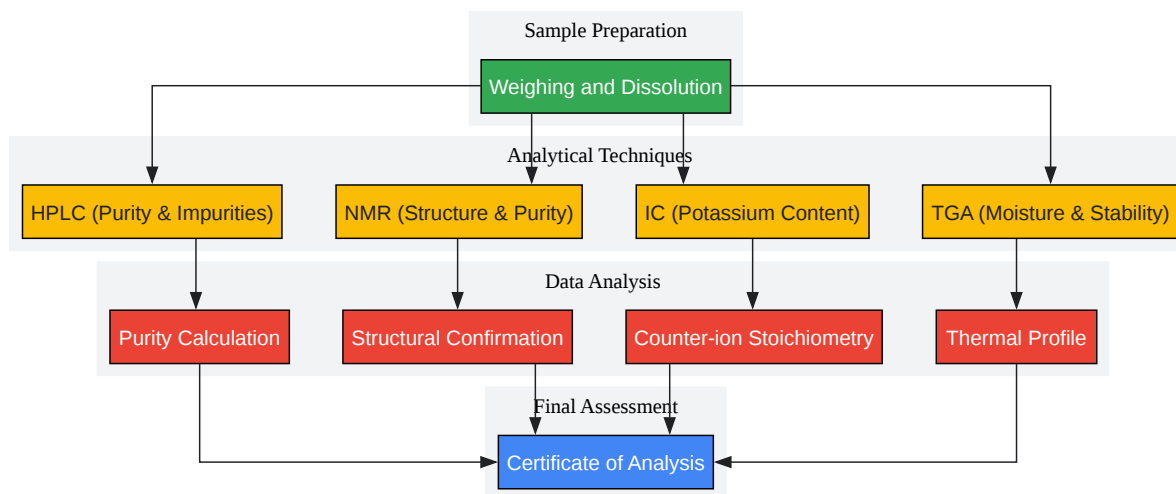 Sample Preparation
Weighing and Dissolution
Analytical Techniques
HPLC (Purity & Impurities)
NMR (Structure & Purity)
IC (Potassium Content)
TGA (Moisture & Stability)
Data Analysis
Purity Calculation
Structural Confirmation
Counter-ion Stoichiometry
Thermal Profile
Final Assessment
Certificate of Analysis